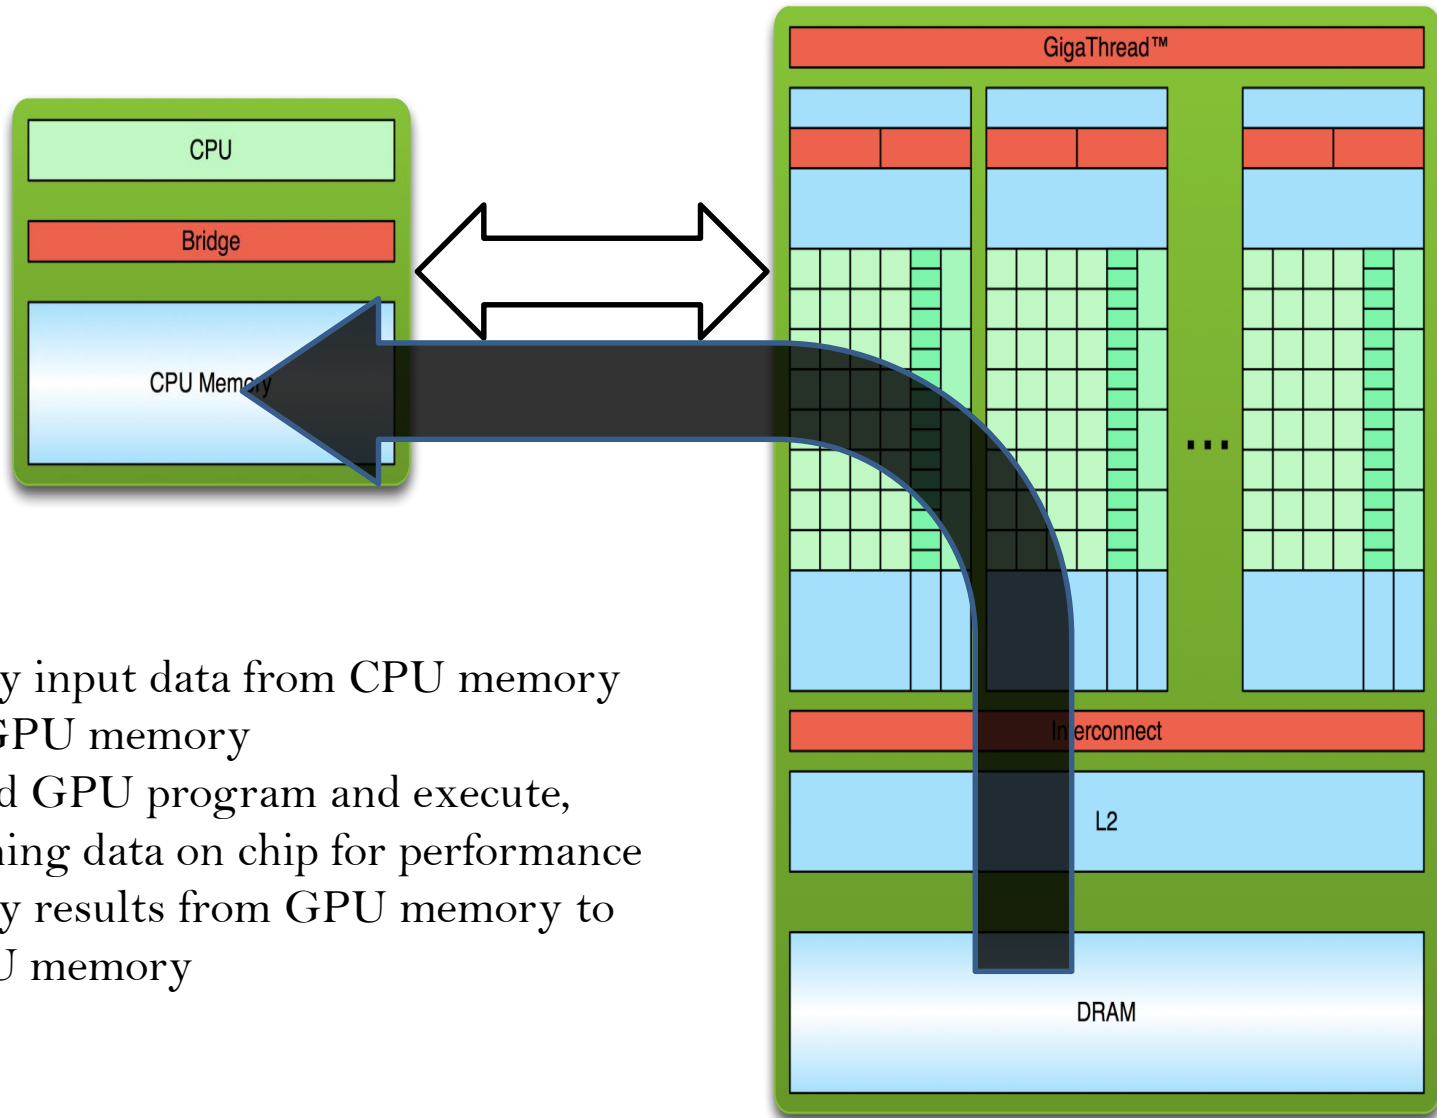 GigaThread™
CPU
Bridge
CPU Memory
...
y input data from CPU memory
GPU memory
d GPU program and execute,
ning data on chip for performance
y results from GPU memory to
U memory
Interconnect
L2
DRAM